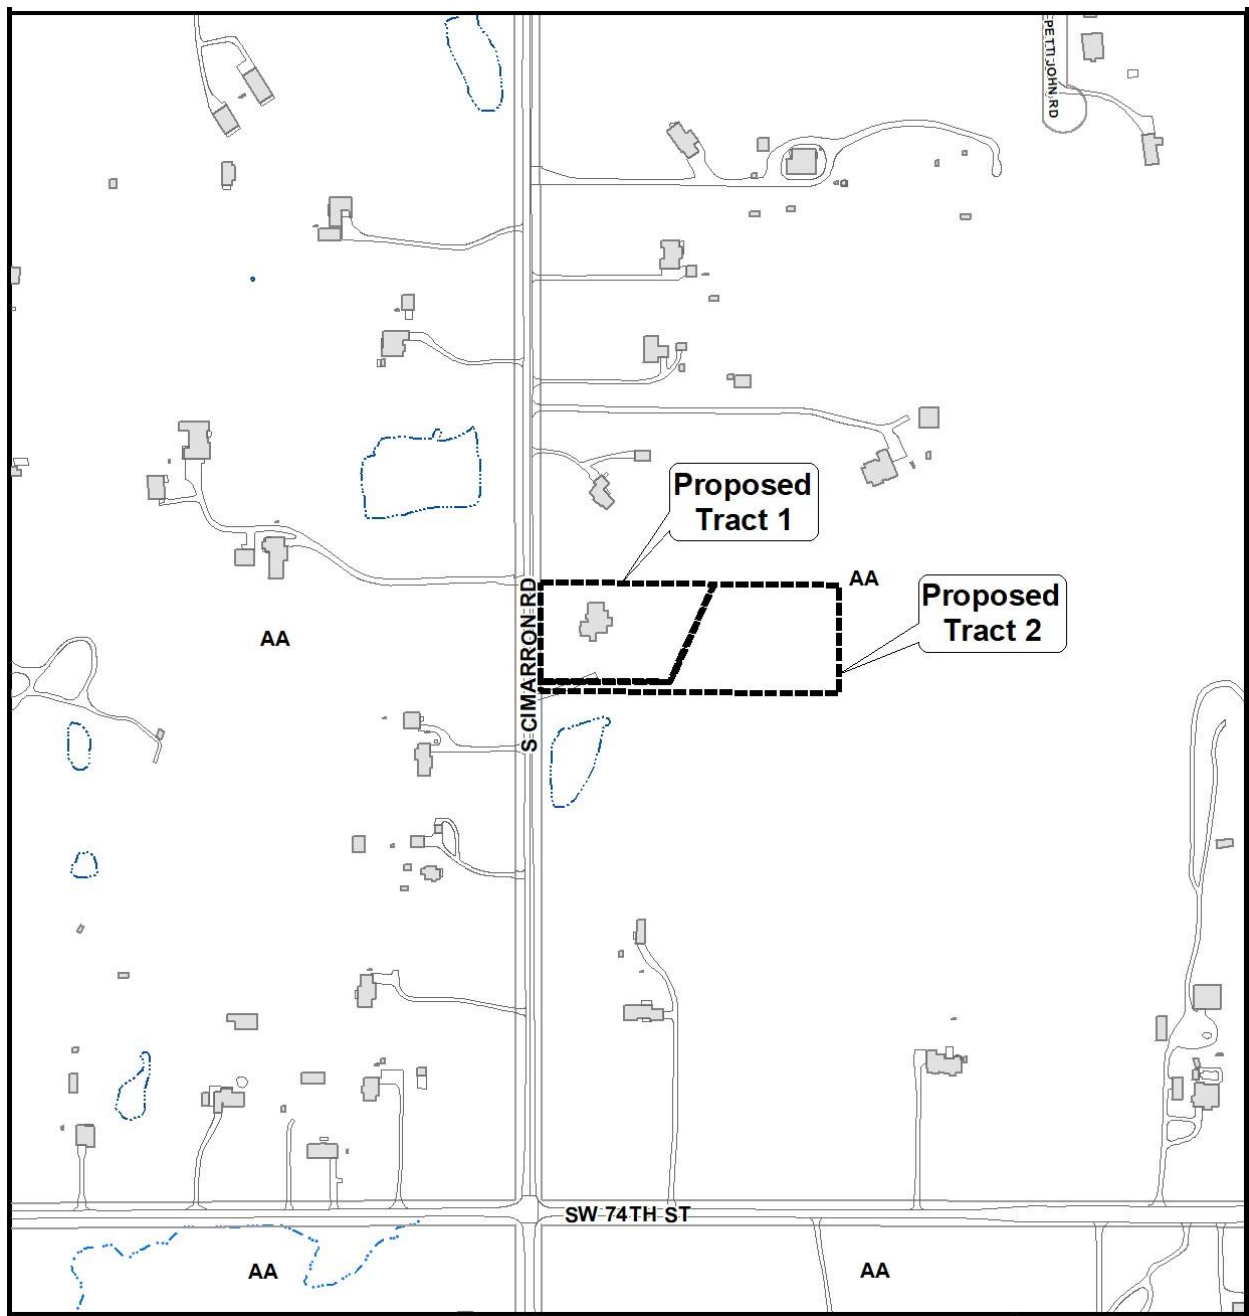 PETTIJOHN RD
Proposed
Tract 1
AA
Proposed
Tract 2
AA
S CIMARRON RD
SW 74TH ST
AA
AA